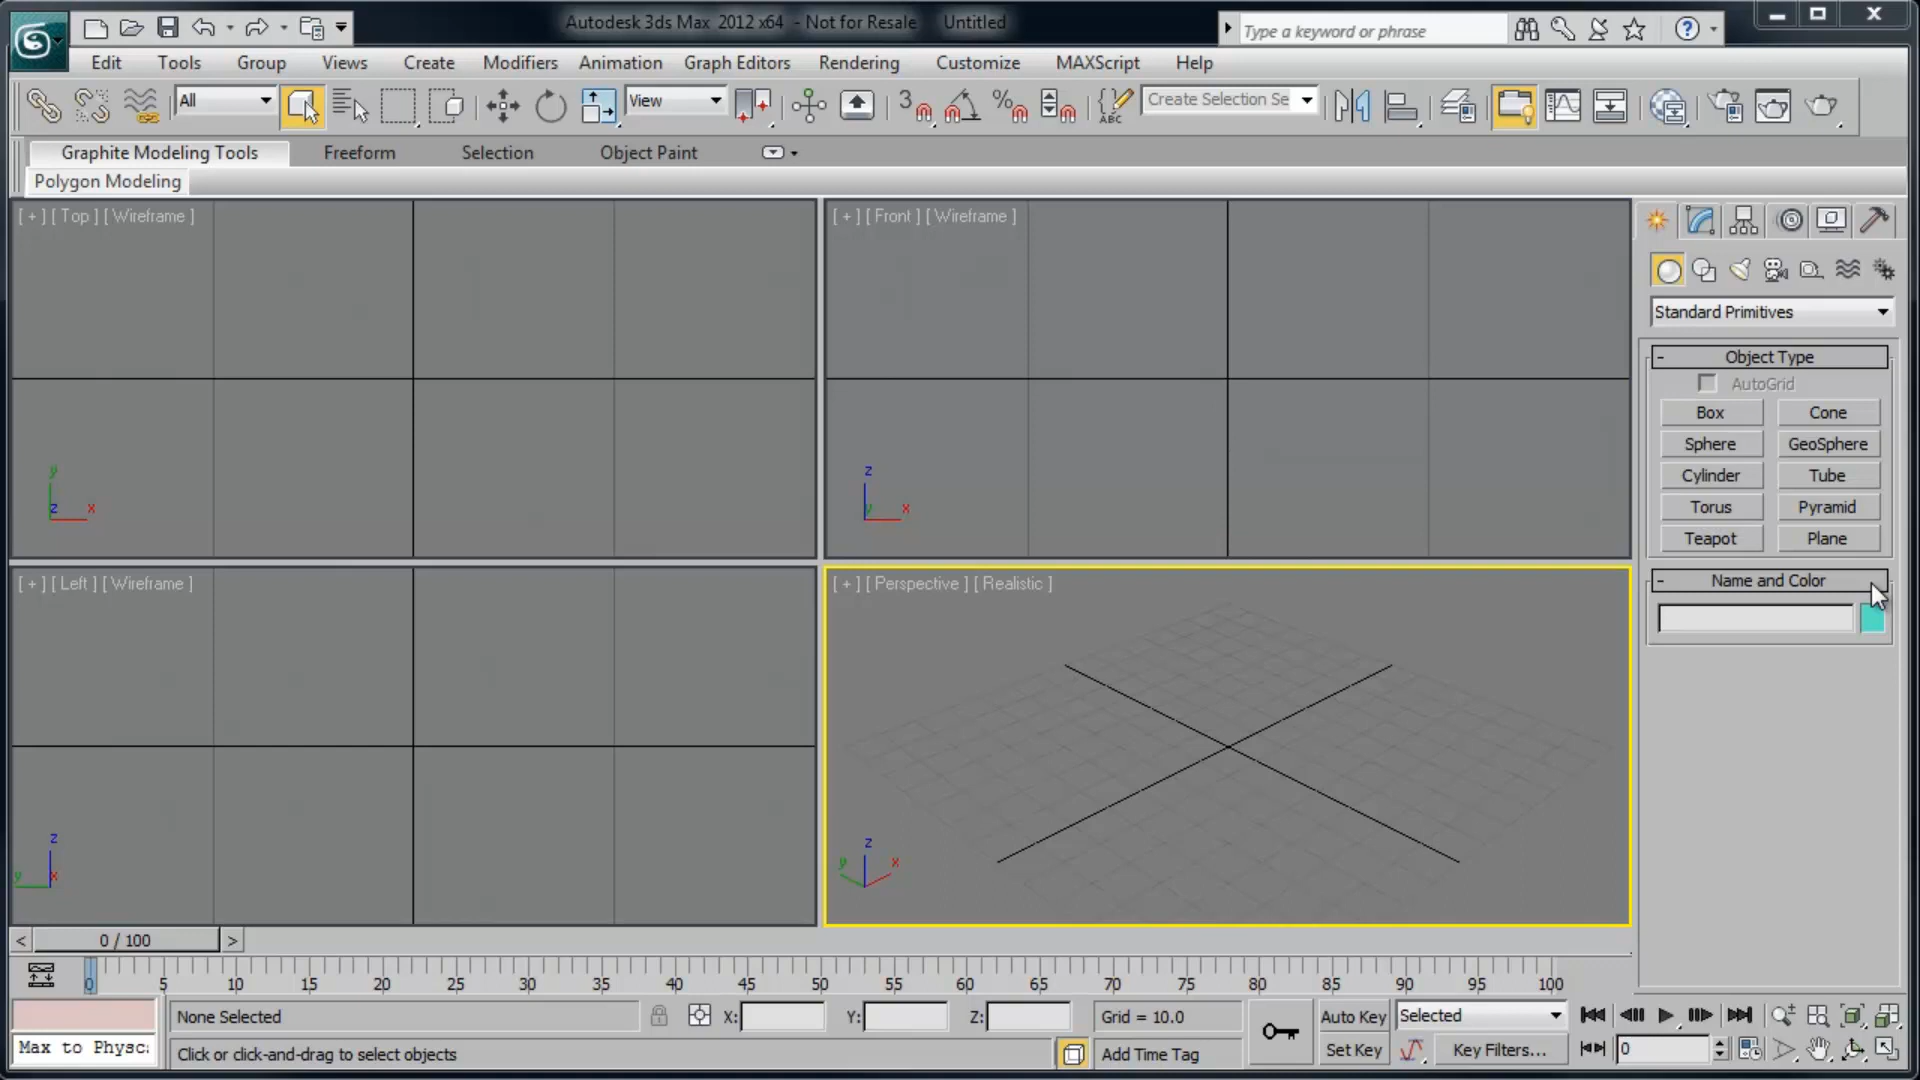 Autodesk 3ds Max 2012 x64 - Not for Resale Untitled
Type a keyword or phrase
Edit Tools Group Views Create Modifiers Animation Graph Editors Rendering Customize MAXScript Help
All
View
3
%
ABC
Create Selection Se
Graphite Modeling Tools Freeform Selection Object Paint
Polygon Modeling
[ + ] [ Top ] [ Wireframe ]
y
z x
[ + ] [ Front ] [ Wireframe ]
z
y x
[ + ] [ Left ] [ Wireframe ]
z
y x
[ + ] [ Perspective ] [ Realistic ]
z
y x
Standard Primitives
- Object Type
AutoGrid
Box Cone
Sphere GeoSphere
Cylinder Tube
Torus Pyramid
Teapot Plane
- Name and Color
< 0 / 100 >
0 5 10 15 20 25 30 35 40 45 50 55 60 65 70 75 80 85 90 95 100
None Selected X: Y: Z: Grid = 10.0 Auto Key Selected
Max to Physc: Click or click-and-drag to select objects Add Time Tag Set Key Key Filters... 0